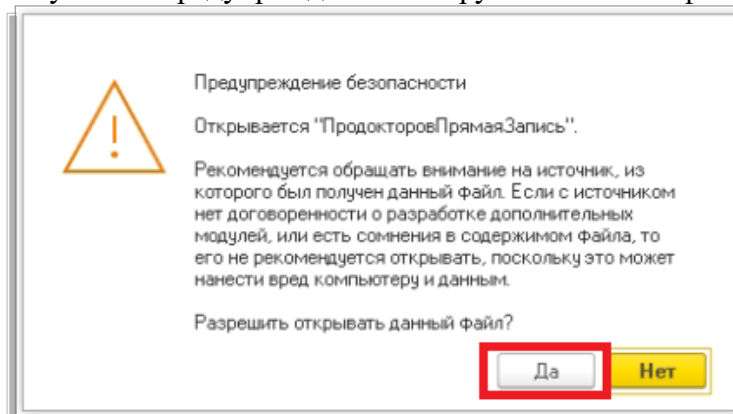 Предупреждение безопасности
Открывается "ПродокторовПрямаяЗапись".
Рекомендуется обращать внимание на источник, из
которого был получен данный файл. Если с источником
нет договоренности о разработке дополнительных
модулей, или есть сомнения в содержимом файла, то
его не рекомендуется открывать, поскольку это может
нанести вред компьютеру и данным.
Разрешить открывать данный файл?
Да Нет